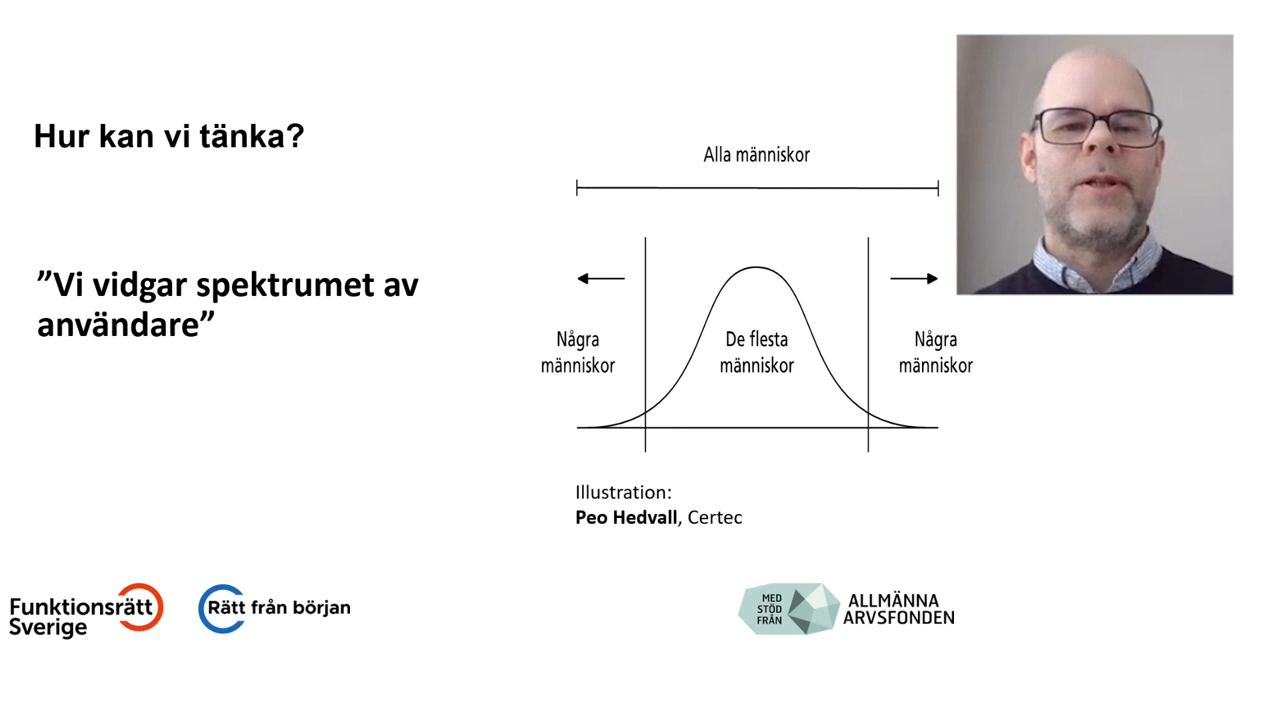 Hur kan vi tänka?
”Vi vidgar spektrumet av
användare”
Alla människor
Några
människor
De flesta
människor
Några
människor
Illustration:
Peo Hedvall, Certec
Funktionsrätt
Sverige
Rätt från början
MED
STÖD
FRÅN
ALLMÄNNA
ARVSFONDEN